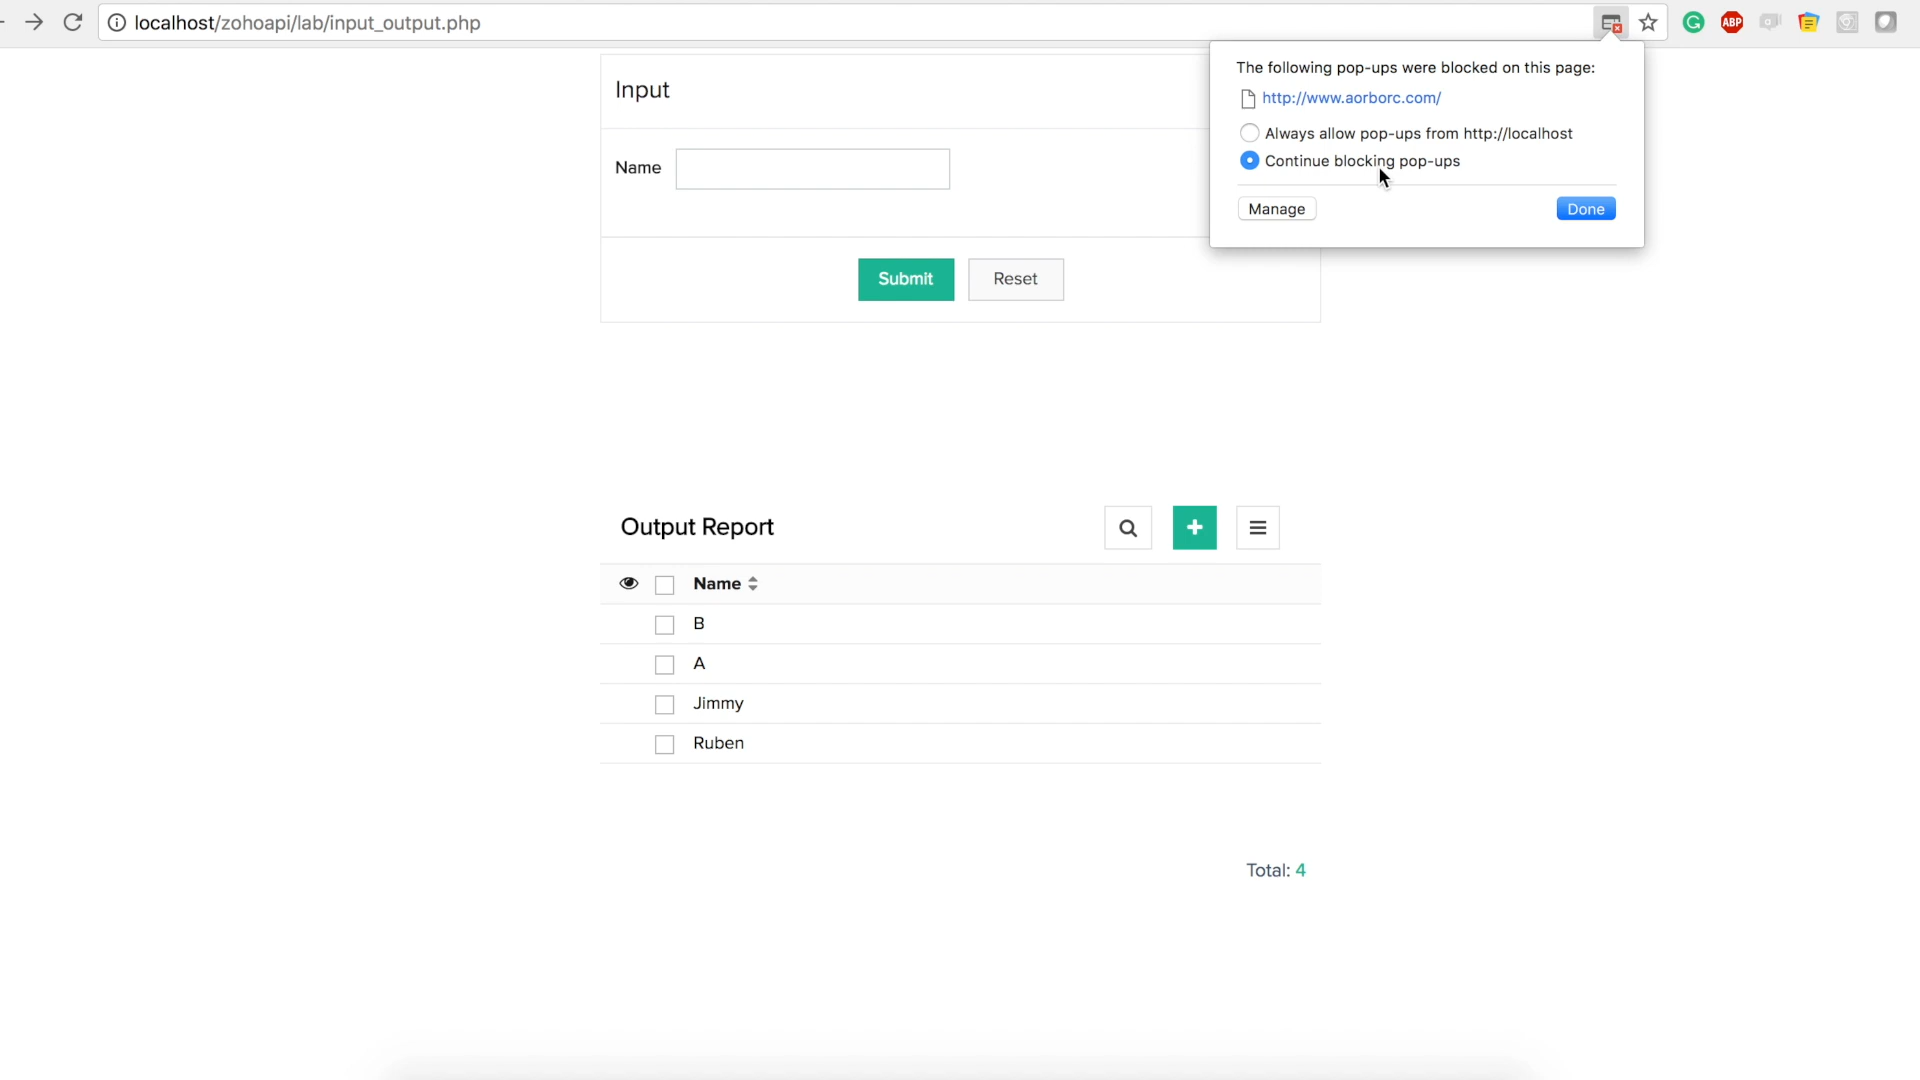 localhost/zohoapi/lab/input_output.php
ABP
The following pop-ups were blocked on this page:
http://www.aorborc.com/
Always allow pop-ups from http://localhost
Continue blocking pop-ups
Manage
Done
Input
Name
Submit
Reset
Output Report
Name
B
A
Jimmy
Ruben
Total: 4